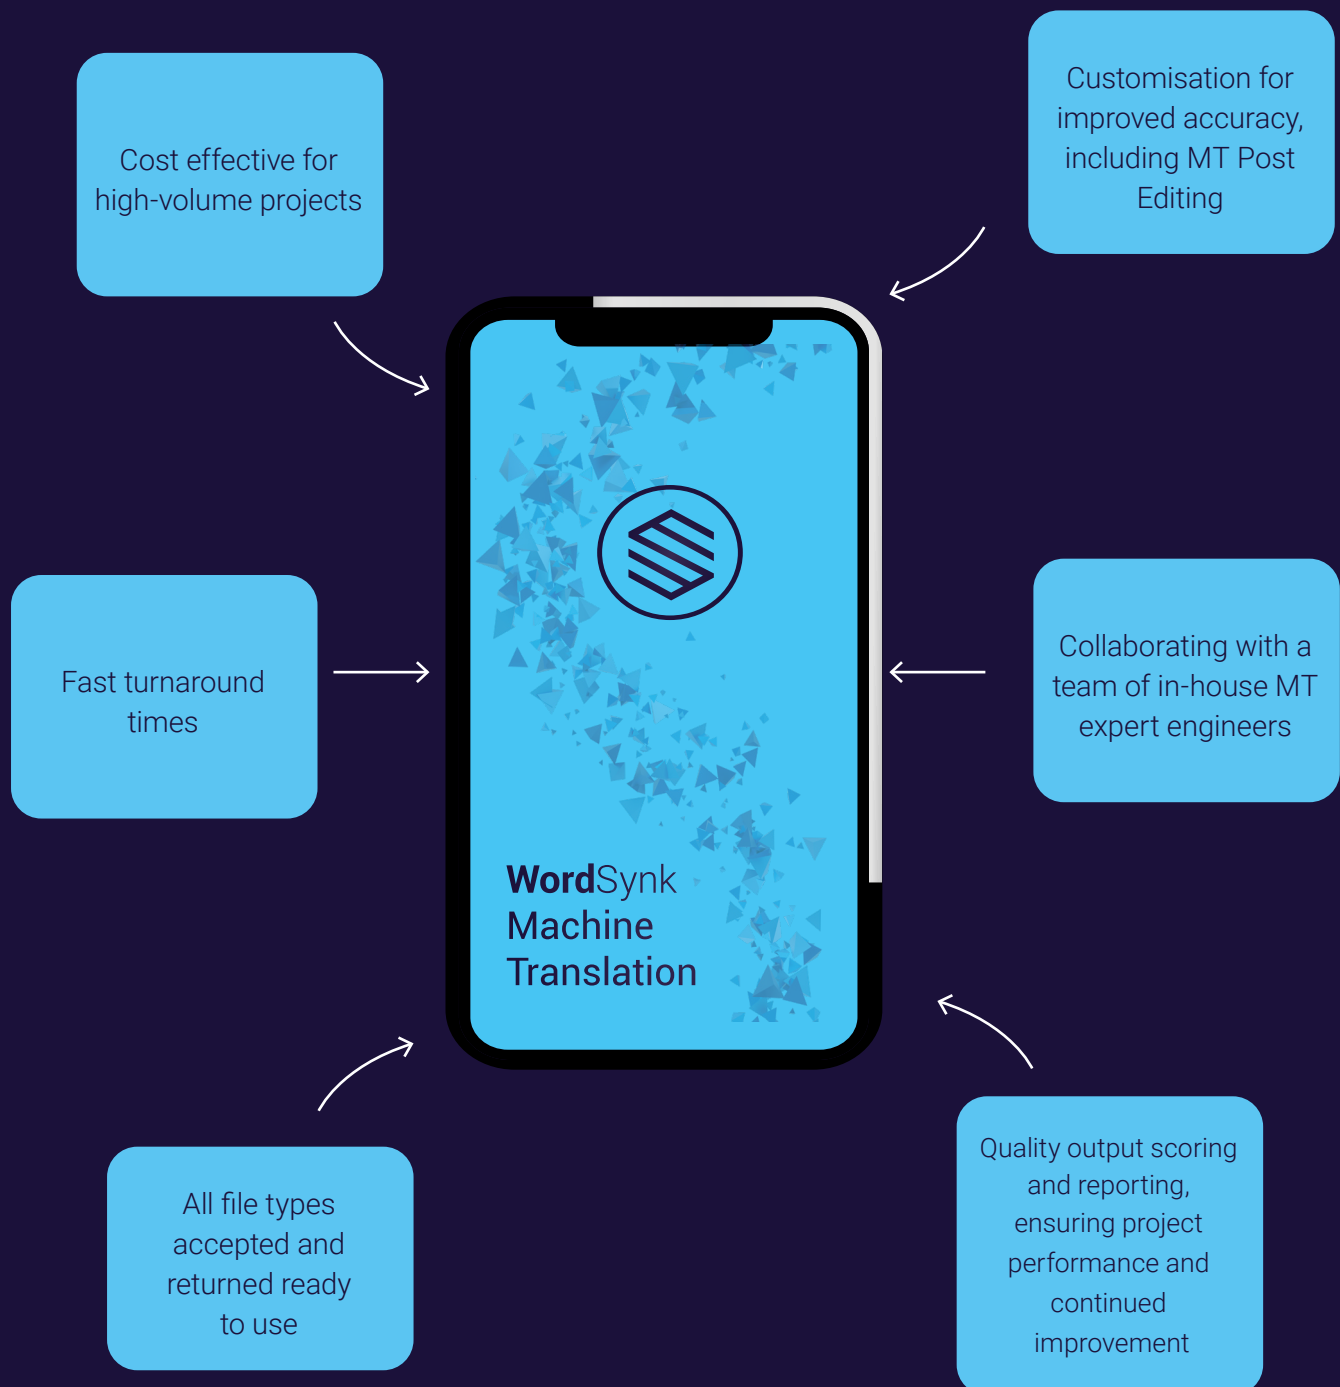 Cost effective for
high-volume projects
Customisation for
improved accuracy,
including MT Post
Editing
Fast turnaround
times
WordSynk
Machine
Translation
Collaborating with a
team of in-house MT
expert engineers
All file types
accepted and
returned ready
to use
Quality output scoring
and reporting,
ensuring project
performance and
continued
improvement